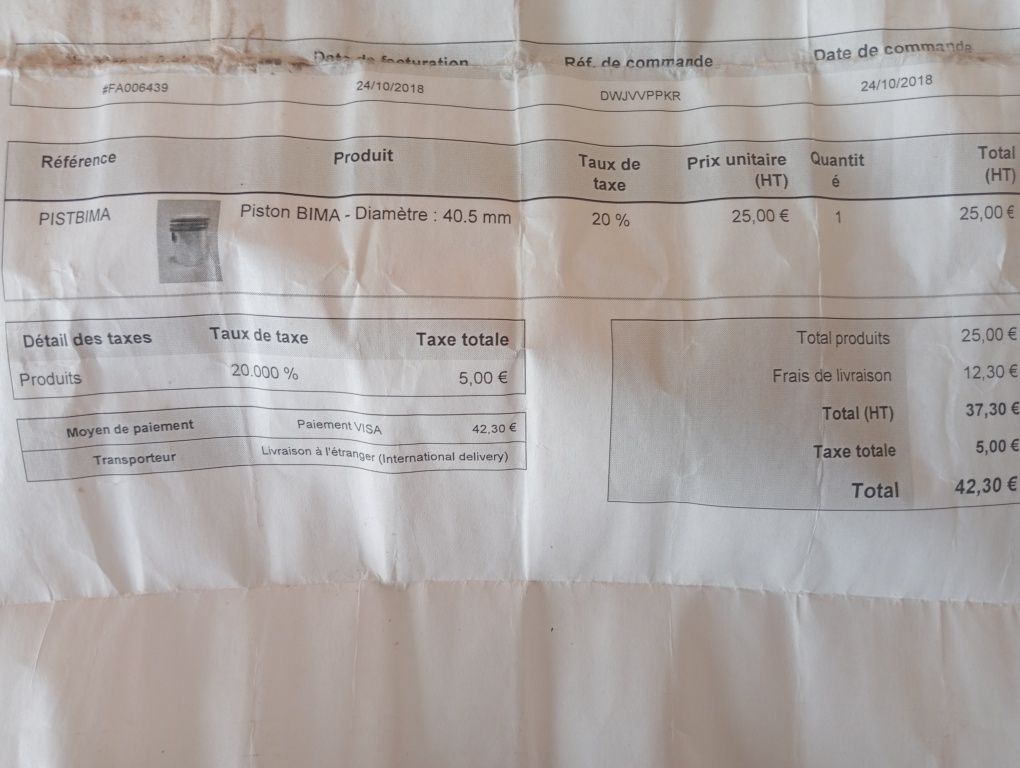 facturation Réf. de commande Date de commande
#FA006439 24/10/2018 DWJVVPPKR 24/10/2018
Référence Produit Taux de taxe Prix unitaire (HT) Quantité Total (HT)
PISTBIMA Piston BIMA - Diamètre : 40.5 mm 20 % 25,00 € 1 25,00 €
Détail des taxes Taux de taxe Taxe totale
Produits 20.000 % 5,00 €
Moyen de paiement Paiement VISA 42,30 €
Transporteur Livraison à l'étranger (International delivery)
Total produits 25,00 €
Frais de livraison 12,30 €
Total (HT) 37,30 €
Taxe totale 5,00 €
Total 42,30 €